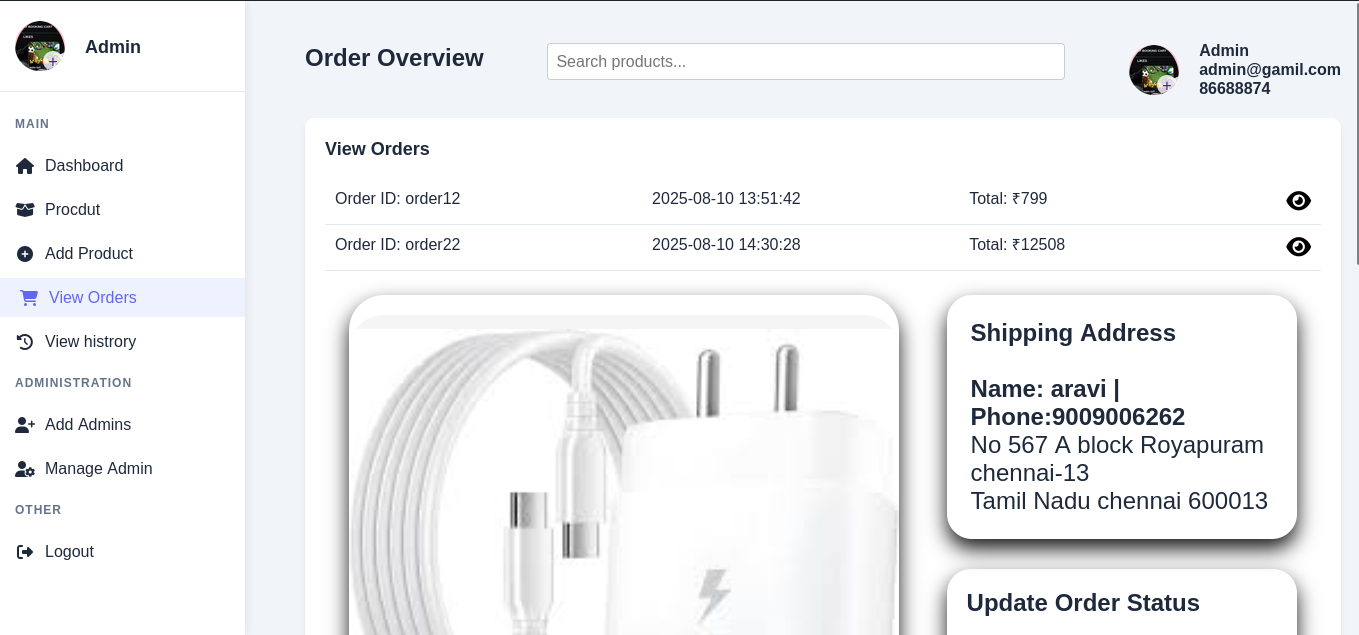 Admin
MAIN
Dashboard
Procdut
Add Product
View Orders
View histrory
ADMINISTRATION
Add Admins
Manage Admin
OTHER
Logout
Order Overview
Search products...
Admin
admin@gamil.com
86688874
View Orders
Order ID: order12 2025-08-10 13:51:42 Total: ₹799
Order ID: order22 2025-08-10 14:30:28 Total: ₹12508
Shipping Address
Name: aravi |
Phone:9009006262
No 567 A block Royapuram
chennai-13
Tamil Nadu chennai 600013
Update Order Status